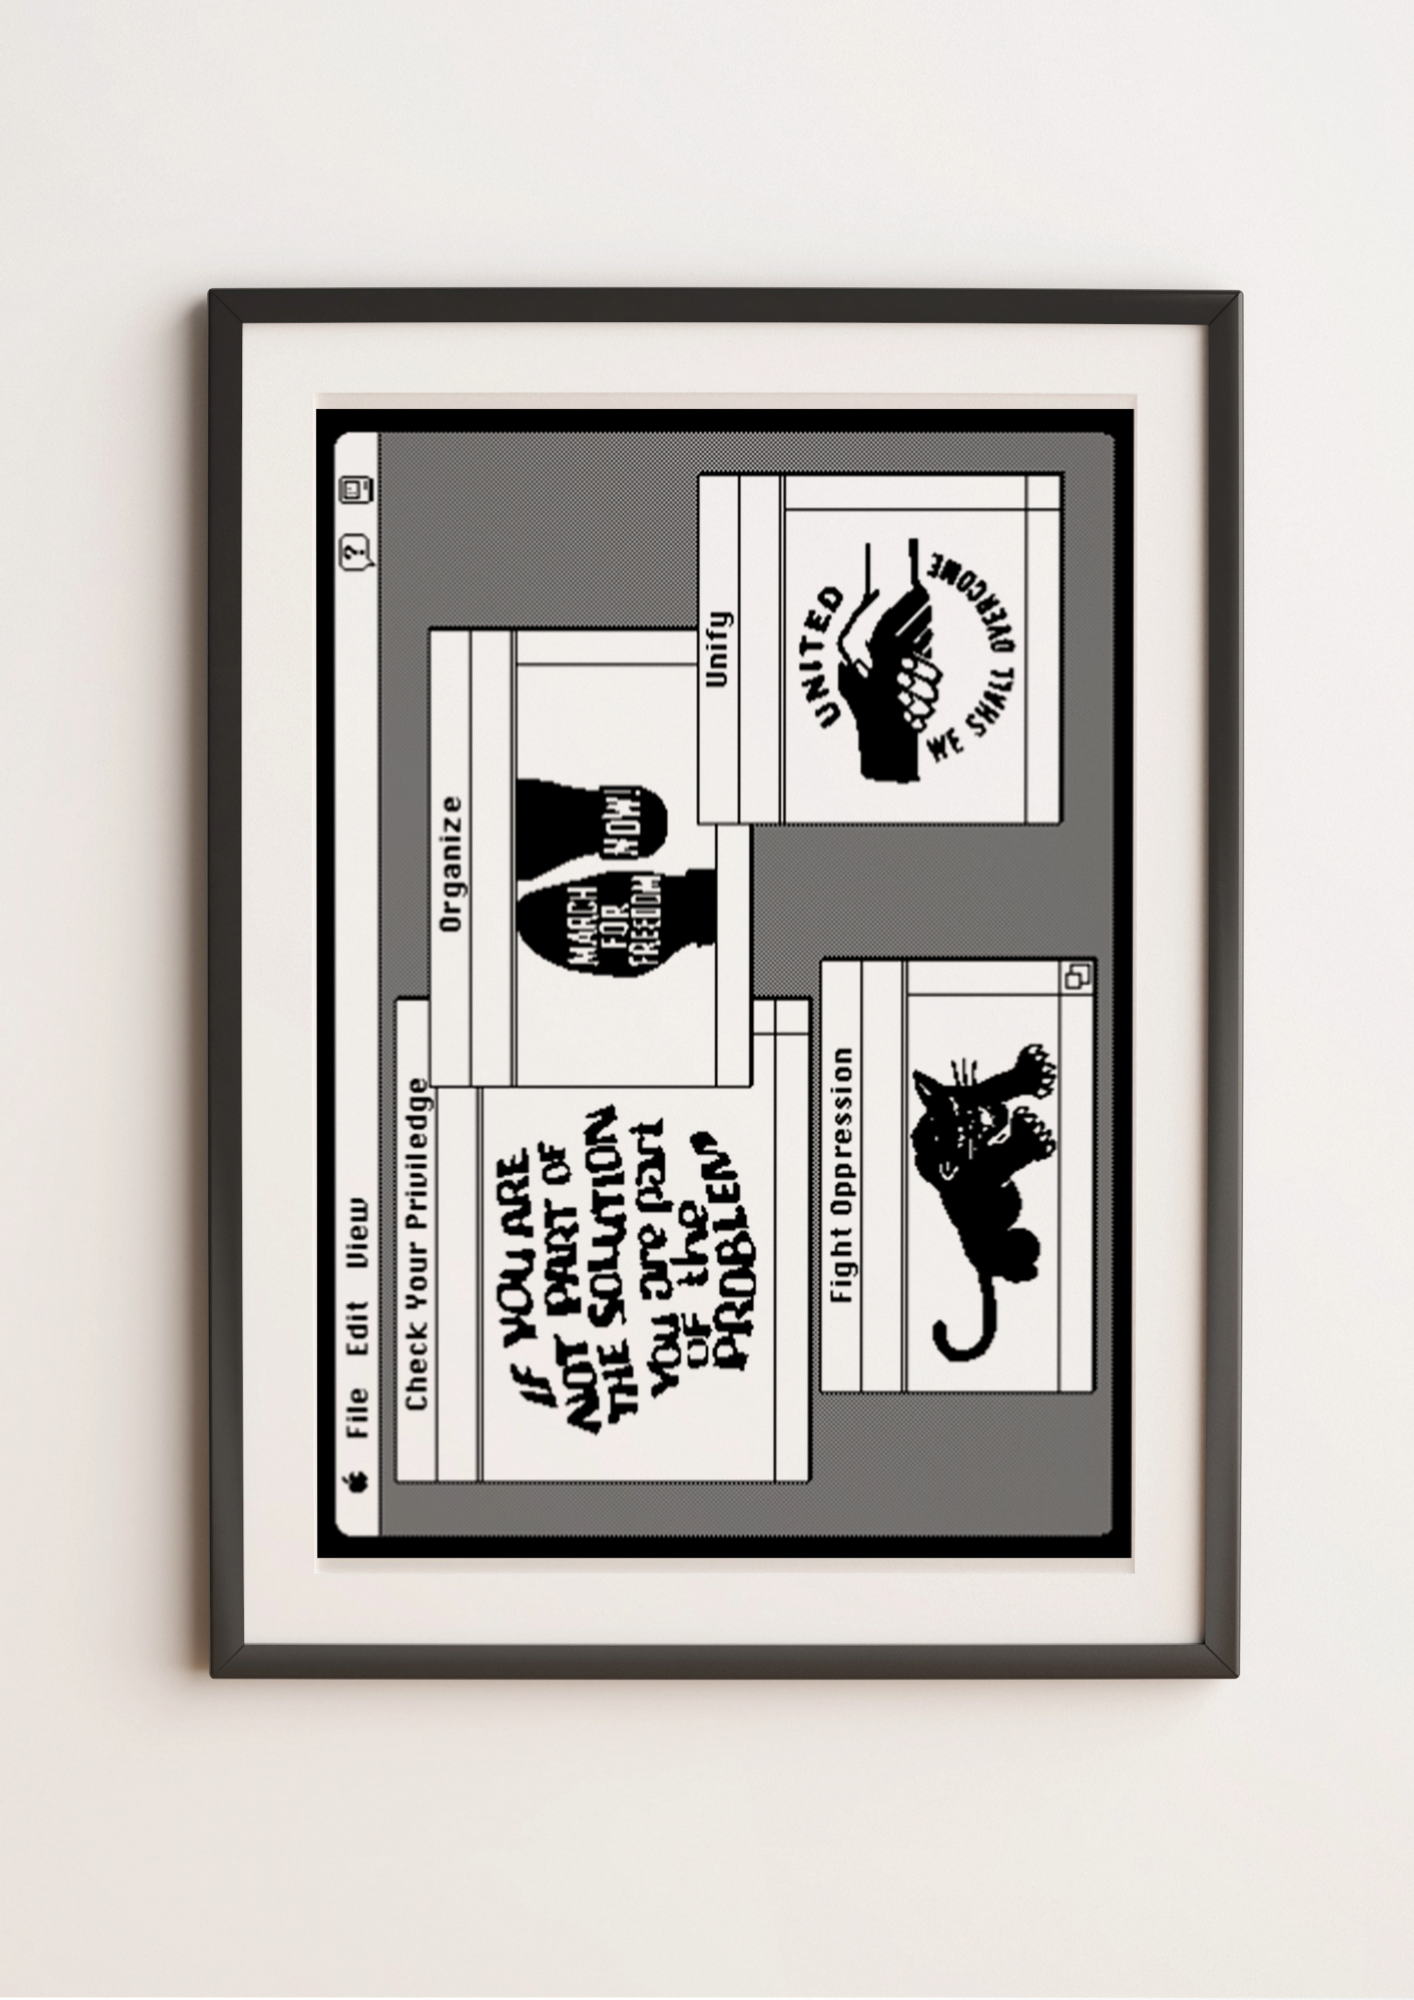 File Edit View
?
Check Your Priviledge
IF YOU ARE
NOT PART OF
THE SOLUTION
YOU are part
OF the
PROBLEM
Organize
MARCH
FOR
FREEDOM
NOW!
Unify
UNITED
WE SHALL OVERCOME
Fight Oppression